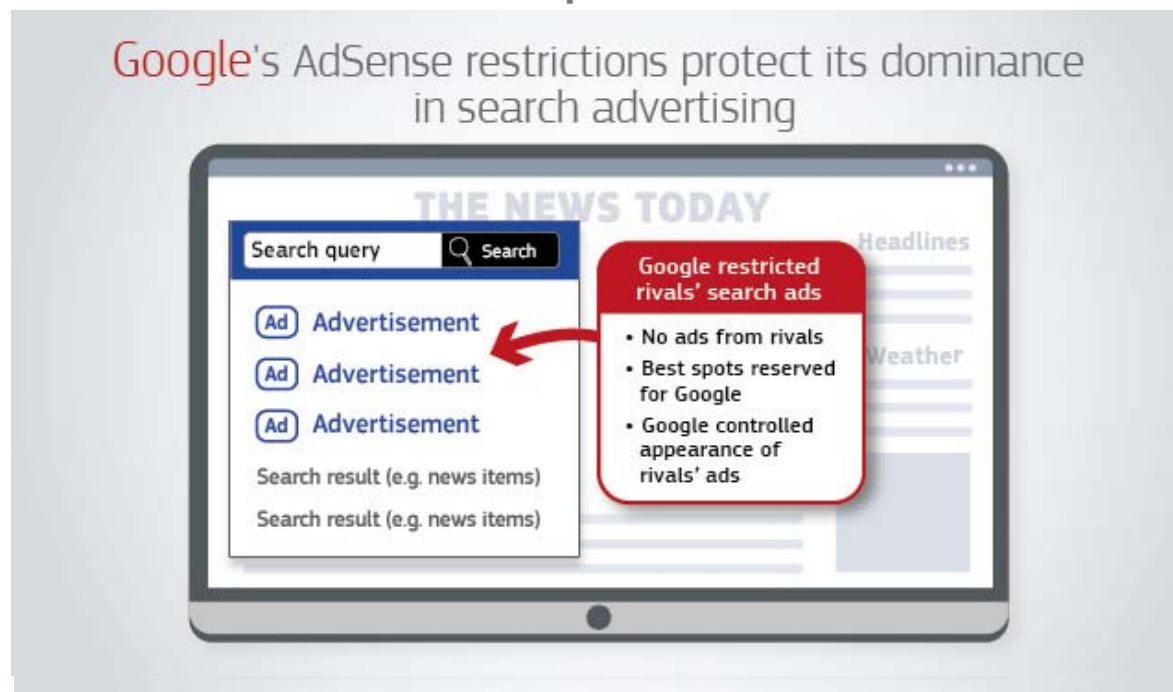 Google's AdSense restrictions protect its dominance
in search advertising
THE NEWS TODAY
Search query
Search
Ad Advertisement
Ad Advertisement
Ad Advertisement
Search result (e.g. news items)
Search result (e.g. news items)
Google restricted
rivals' search ads
• No ads from rivals
• Best spots reserved
for Google
• Google controlled
appearance of
rivals' ads
Headlines
Weather